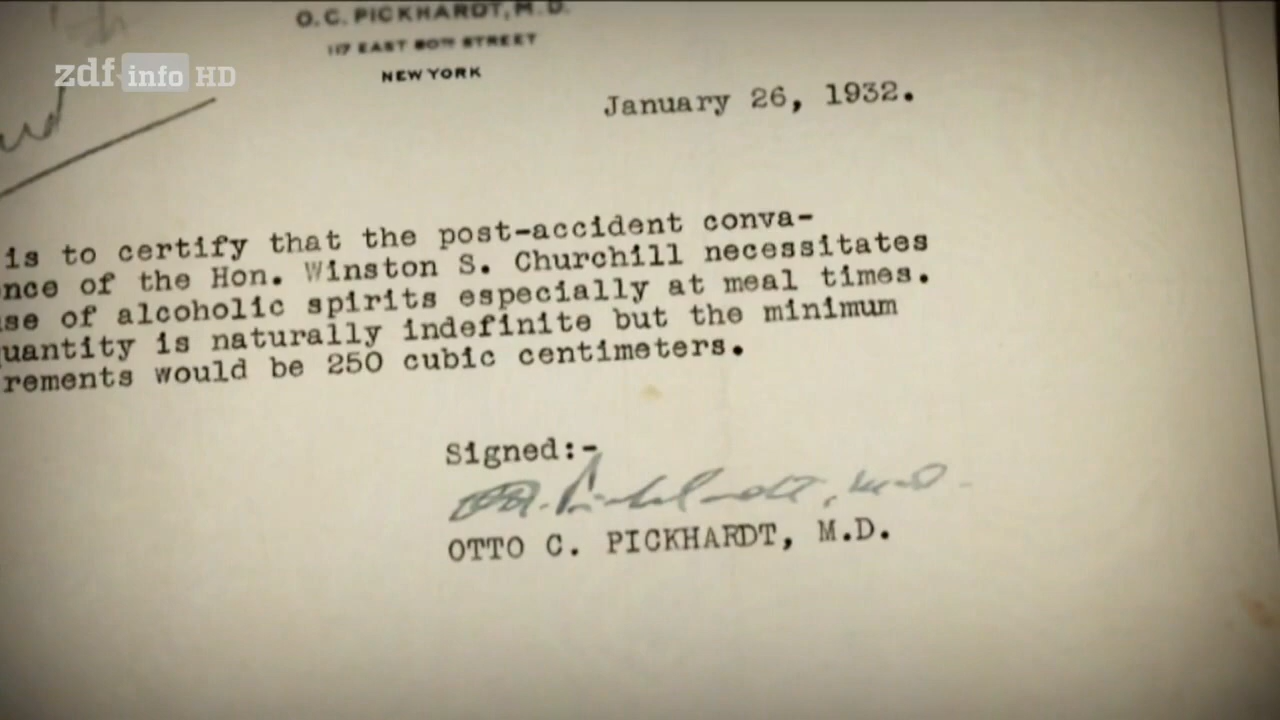 O. C. PICKHARDT, M. D.
117 EAST 80TH STREET
NEW YORK
zdf info HD
January 26, 1932.
is to certify that the post-accident conva-
nce of the Hon. Winston S. Churchill necessitates
se of alcoholic spirits especially at meal times.
uantity is naturally indefinite but the minimum
rements would be 250 cubic centimeters.
Signed:-
OTTO C. PICKHARDT, M.D.